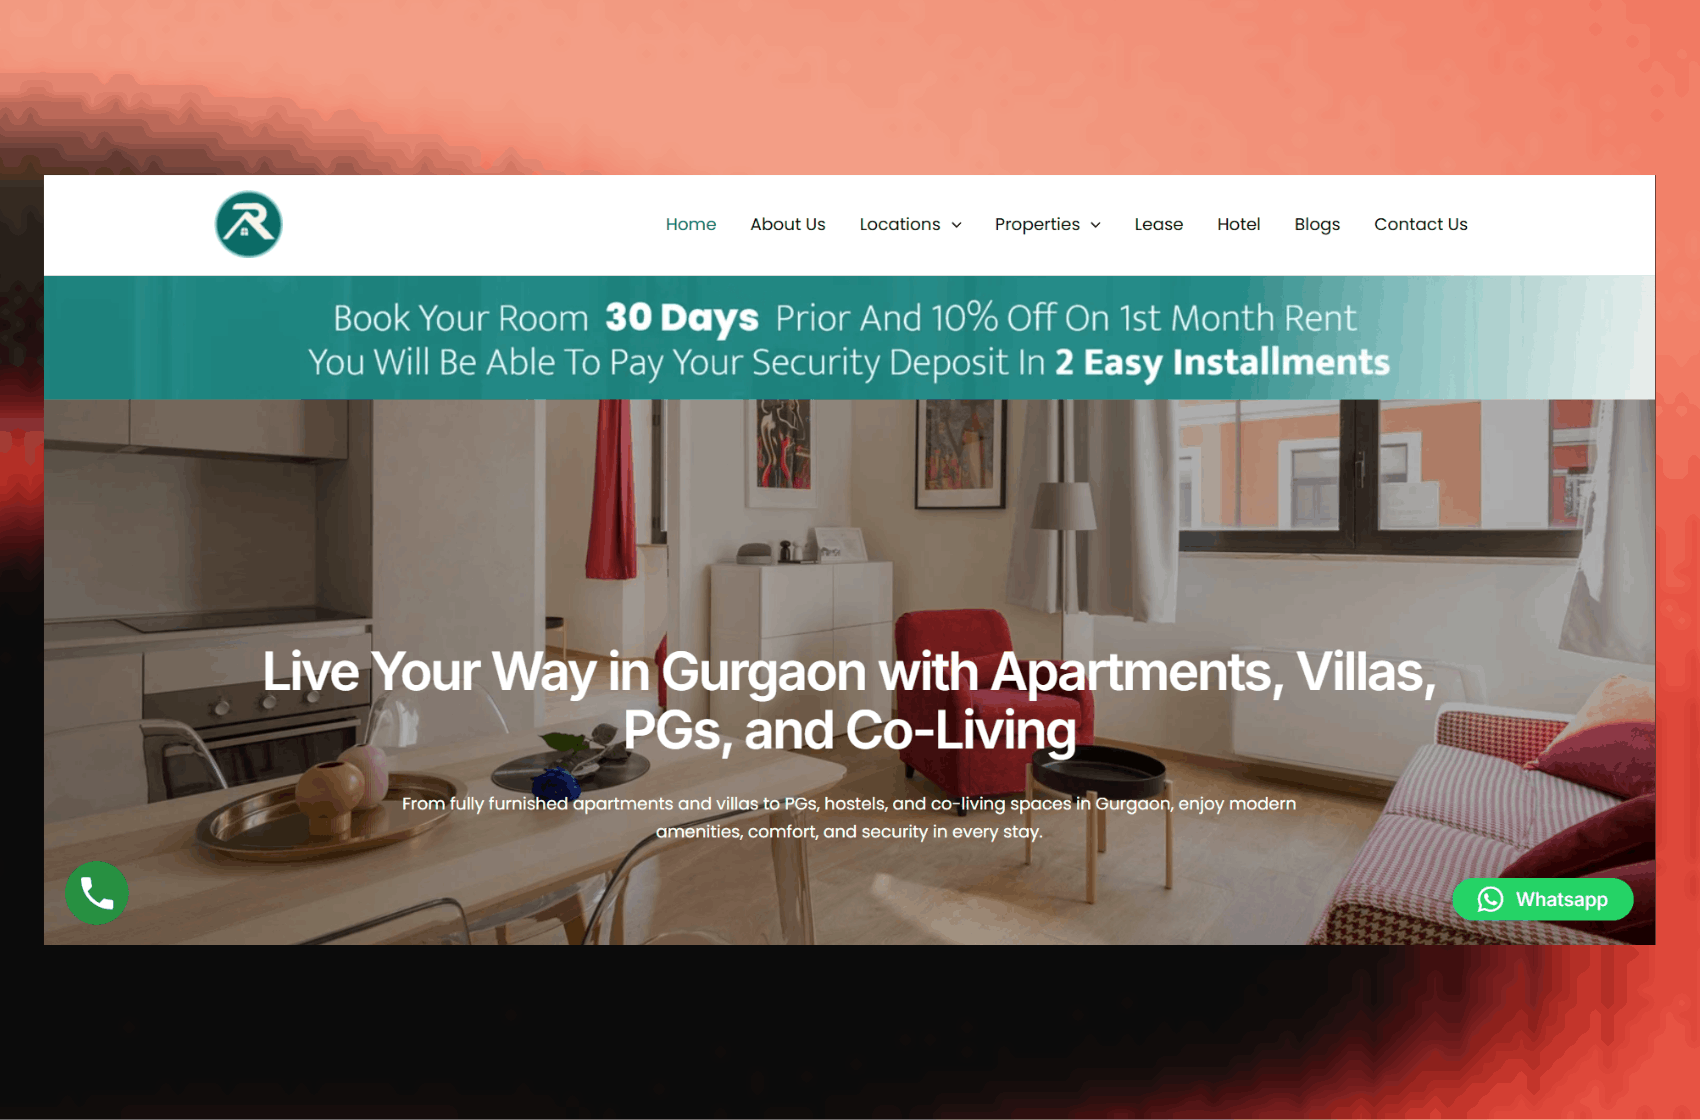 Home About Us Locations Properties Lease Hotel Blogs Contact Us
Book Your Room 30 Days Prior And 10% Off On 1st Month Rent
You Will Be Able To Pay Your Security Deposit In 2 Easy Installments
Live Your Way in Gurgaon with Apartments, Villas,
PGs, and Co-Living
From fully furnished apartments and villas to PGs, hostels, and co-living spaces in Gurgaon, enjoy modern
amenities, comfort, and security in every stay.
Whatsapp